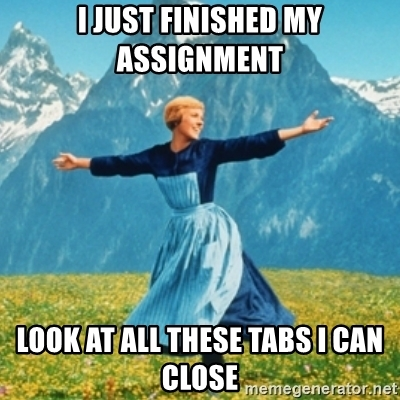 I JUST FINISHED MY
ASSIGNMENT
LOOK AT ALL THESE TABS I CAN
CLOSE
memegenerator.net